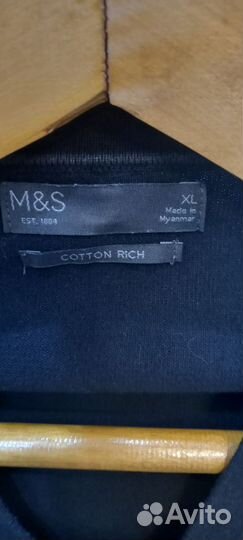 M&S
EST. 1884
XL
Made in
Myanmar
COTTON RICH
Avito